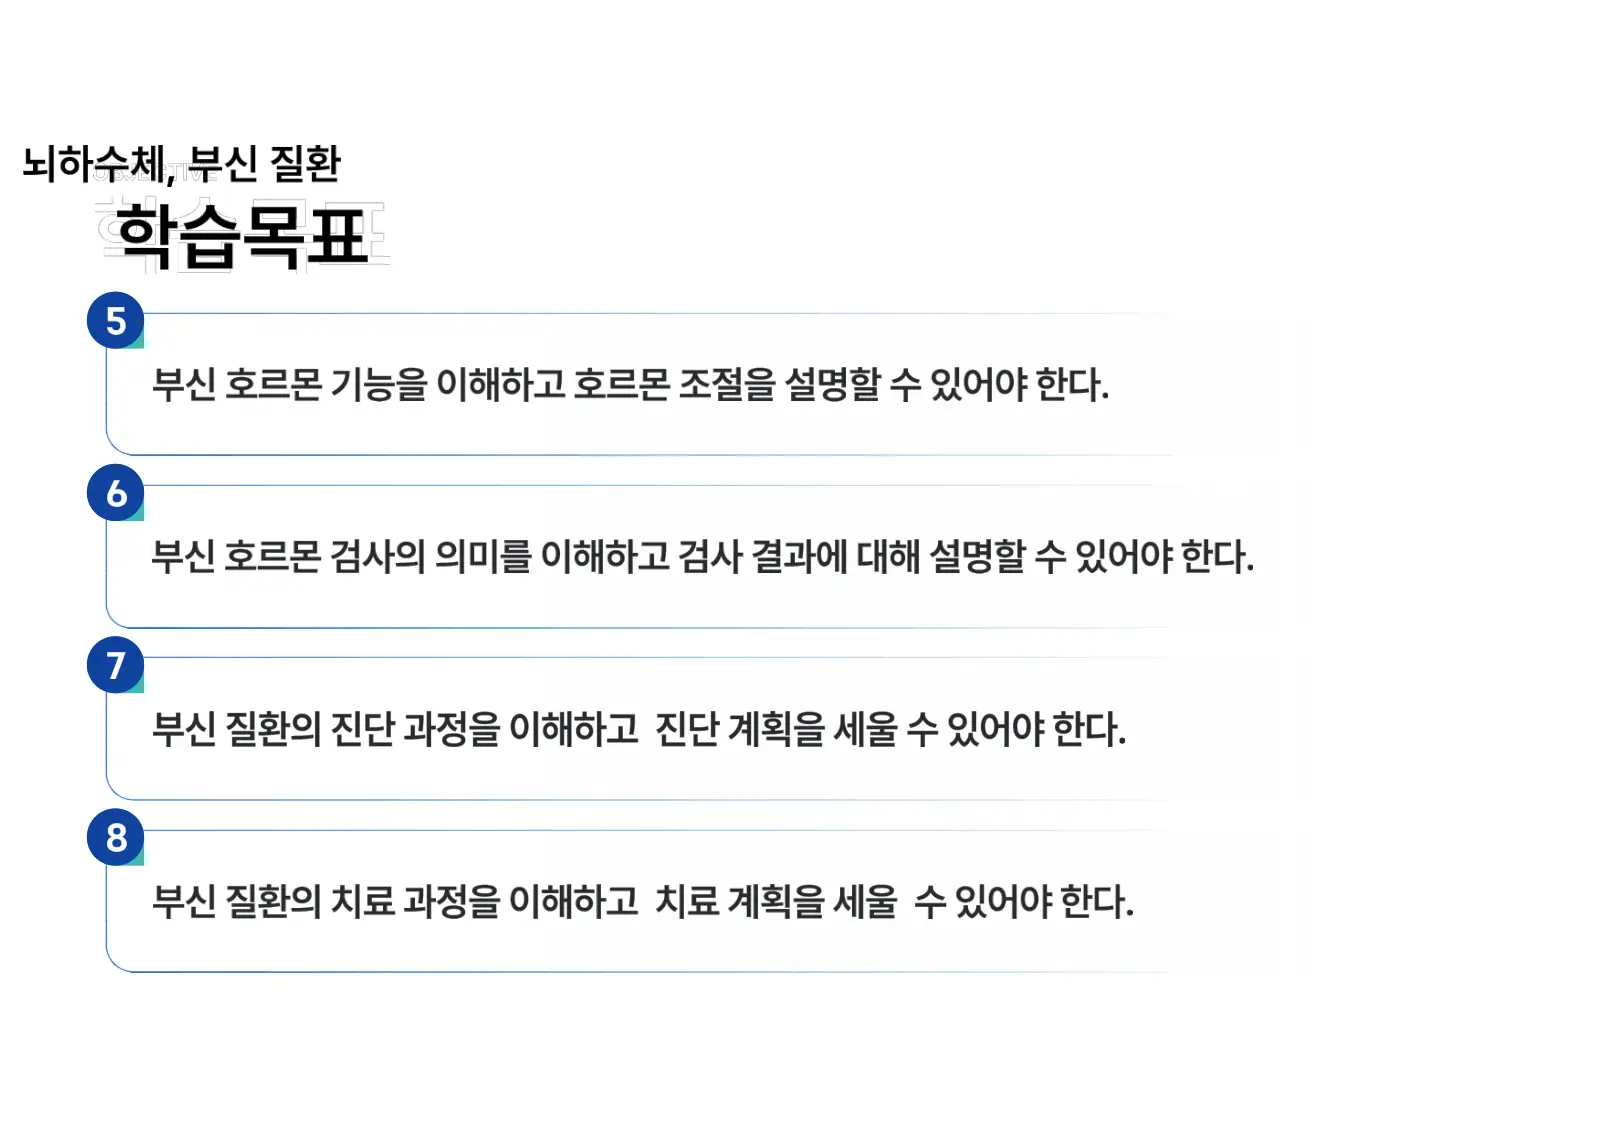 뇌하수체, 부신 질환
OBJECTIVE
학습목표
5
부신 호르몬 기능을 이해하고 호르몬 조절을 설명할 수 있어야 한다.
6
부신 호르몬 검사의 의미를 이해하고 검사 결과에 대해 설명할 수 있어야 한다.
7
부신 질환의 진단 과정을 이해하고  진단 계획을 세울 수 있어야 한다.
8
부신 질환의 치료 과정을 이해하고  치료 계획을 세울  수 있어야 한다.